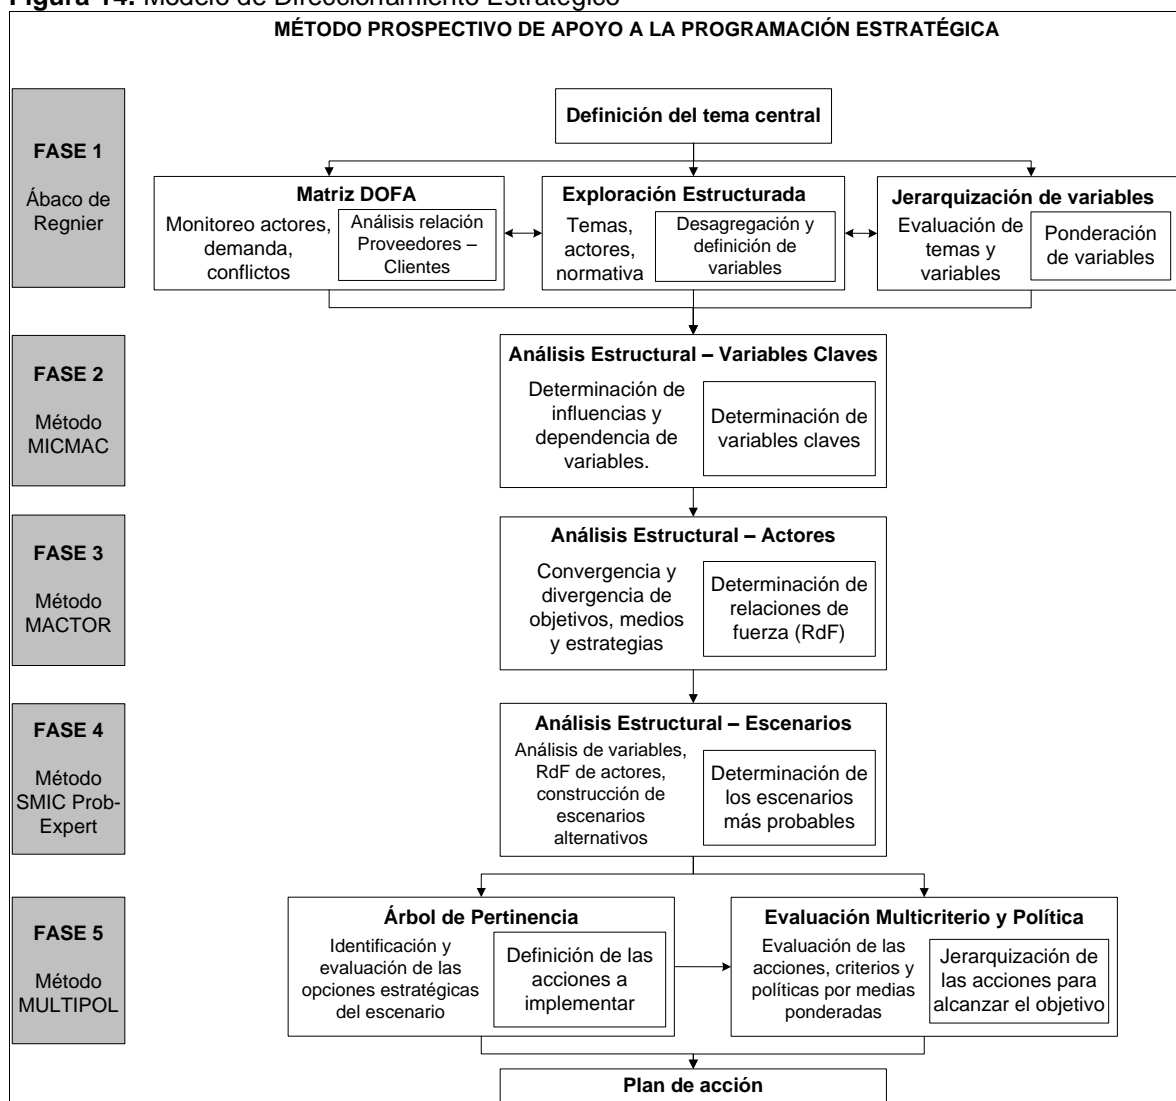 Figura 14. Modelo de Direccionamiento Estratégico
MÉTODO PROSPECTIVO DE APOYO A LA PROGRAMACIÓN ESTRATÉGICA
FASE 1
Ábaco de
Regnier
Definición del tema central
Matriz DOFA
Monitoreo actores,
demanda,
conflictos
Análisis relación
Proveedores –
Clientes
Exploración Estructurada
Temas,
actores,
normativa
Desagregación y
definición de
variables
Jerarquización de variables
Evaluación de
temas y
variables
Ponderación
de variables
FASE 2
Método
MICMAC
Análisis Estructural – Variables Claves
Determinación de
influencias y
dependencia de
variables.
Determinación de
variables claves
FASE 3
Método
MACTOR
Análisis Estructural – Actores
Convergencia y
divergencia de
objetivos, medios
y estrategias
Determinación de
relaciones de
fuerza (RdF)
FASE 4
Método
SMIC Prob-
Expert
Análisis Estructural – Escenarios
Análisis de variables,
RdF de actores,
construcción de
escenarios
alternativos
Determinación de
los escenarios
más probables
FASE 5
Método
MULTIPOL
Árbol de Pertinencia
Identificación y
evaluación de las
opciones estratégicas
del escenario
Definición de las
acciones a
implementar
Evaluación Multicriterio y Política
Evaluación de las
acciones, criterios y
políticas por medias
ponderadas
Jerarquización de
las acciones para
alcanzar el objetivo
Plan de acción